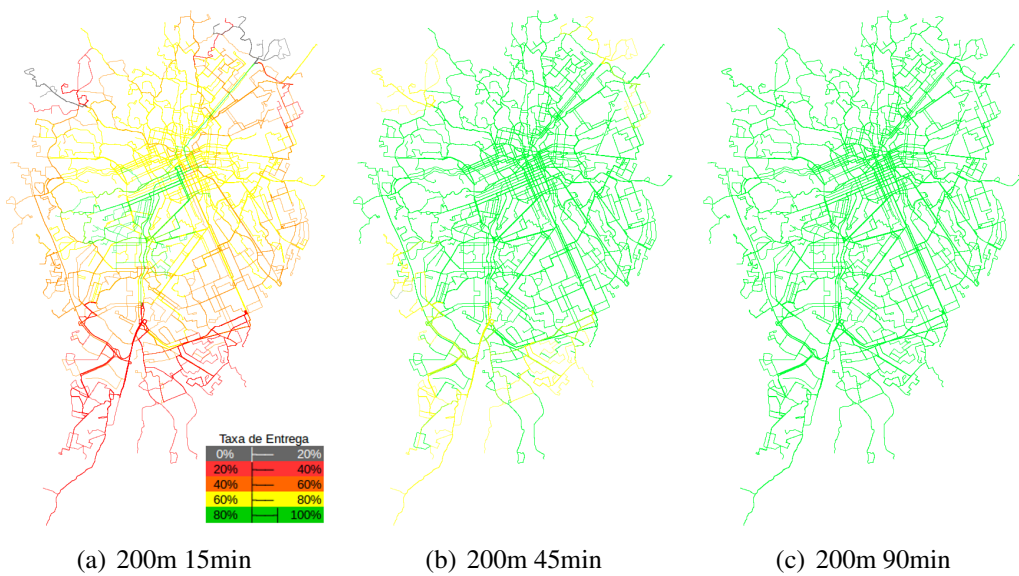 Taxa de Entrega
0% 20%
20% 40%
40% 60%
60% 80%
80% 100%
(a) 200m 15min
(b) 200m 45min
(c) 200m 90min